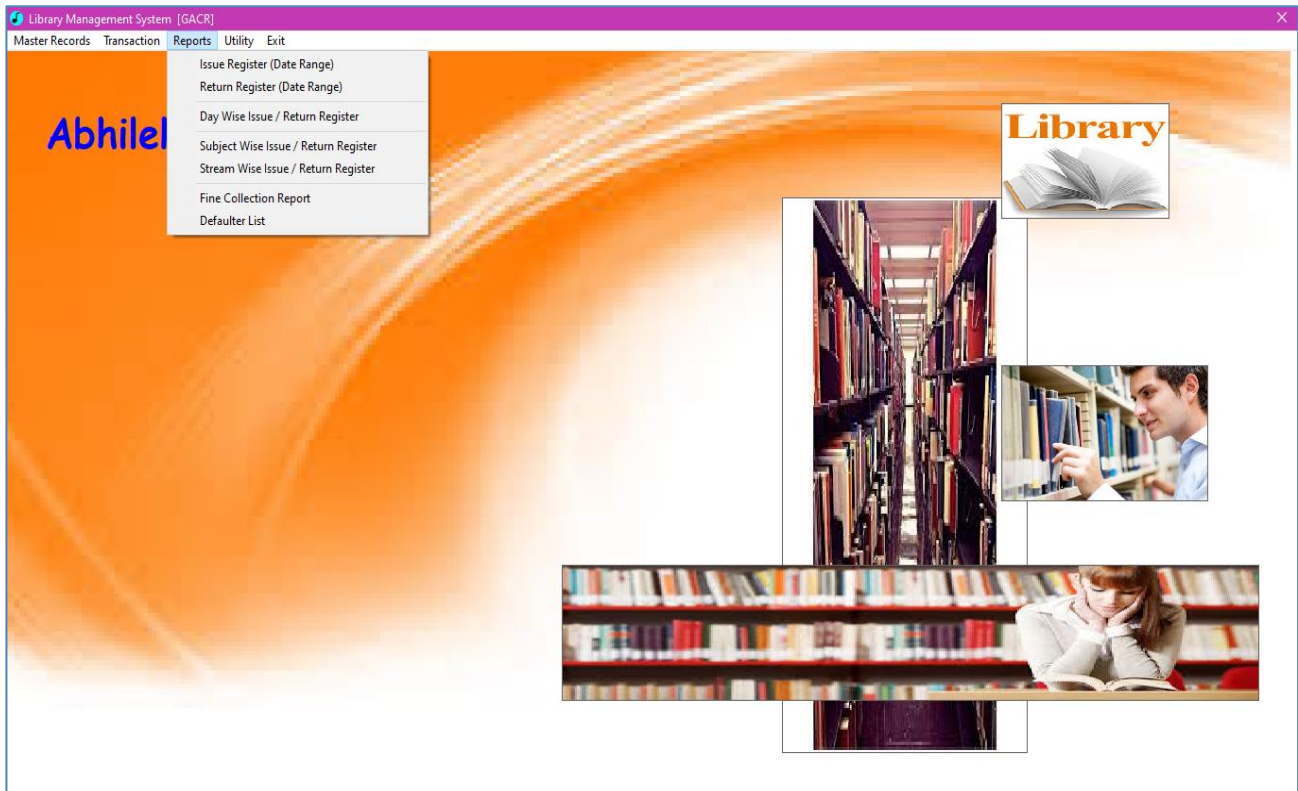 Library Management System [GACR]
Master Records Transaction Reports Utility Exit
Issue Register (Date Range)
Return Register (Date Range)
Day Wise Issue / Return Register
Subject Wise Issue / Return Register
Stream Wise Issue / Return Register
Fine Collection Report
Defaulter List
Library